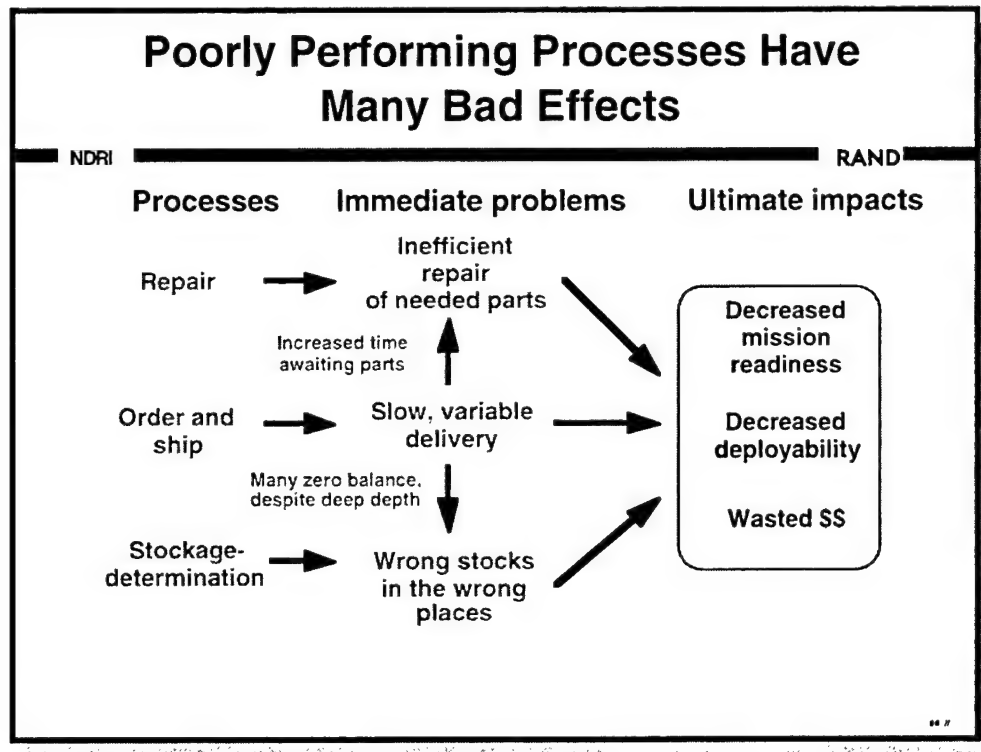 Poorly Performing Processes Have
Many Bad Effects
NDRI
RAND
Processes
Immediate problems
Ultimate impacts
Repair
Inefficient
repair
of needed parts
Increased time
awaiting parts
Order and
ship
Slow, variable
delivery
Many zero balance,
despite deep depth
Stockage-
determination
Wrong stocks
in the wrong
places
Decreased
mission
readiness
Decreased
deployability
Wasted $$